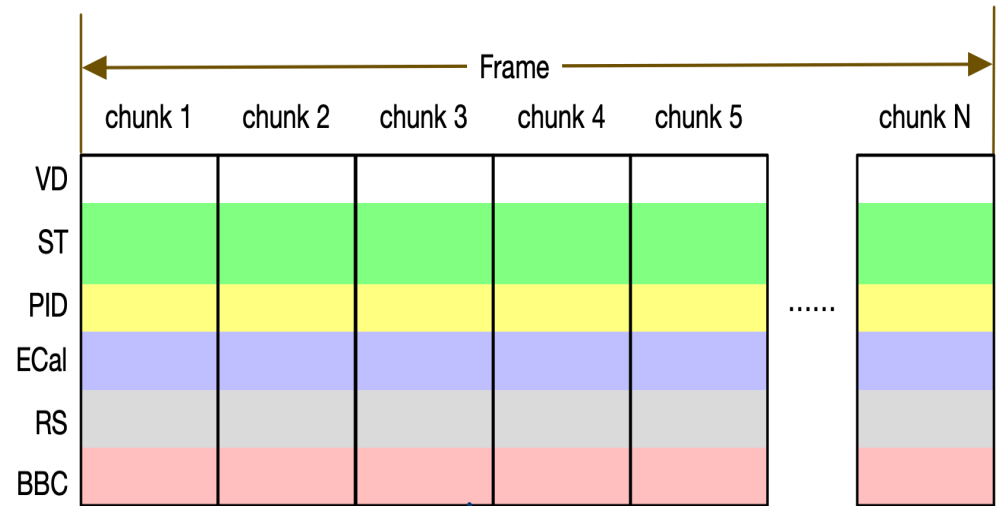 Frame
chunk 1 chunk 2 chunk 3 chunk 4 chunk 5 chunk N
VD
ST
PID
......
ECal
RS
BBC